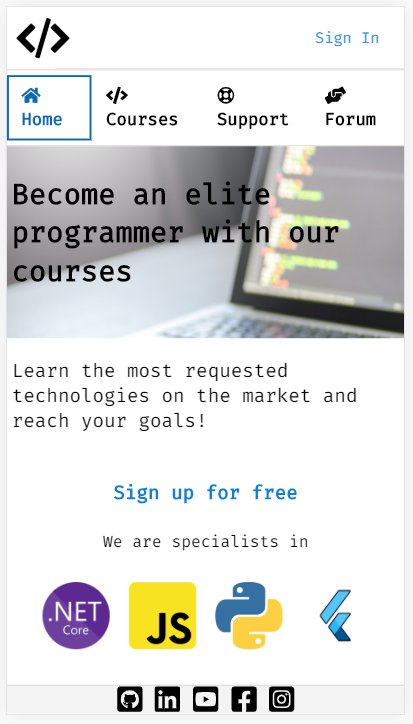 </>
Sign In
</>
Home Courses Support Forum
Become an elite
programmer with our
courses
Learn the most requested
technologies on the market and
reach your goals!
Sign up for free
We are specialists in
.NET
Core
JS
in
f